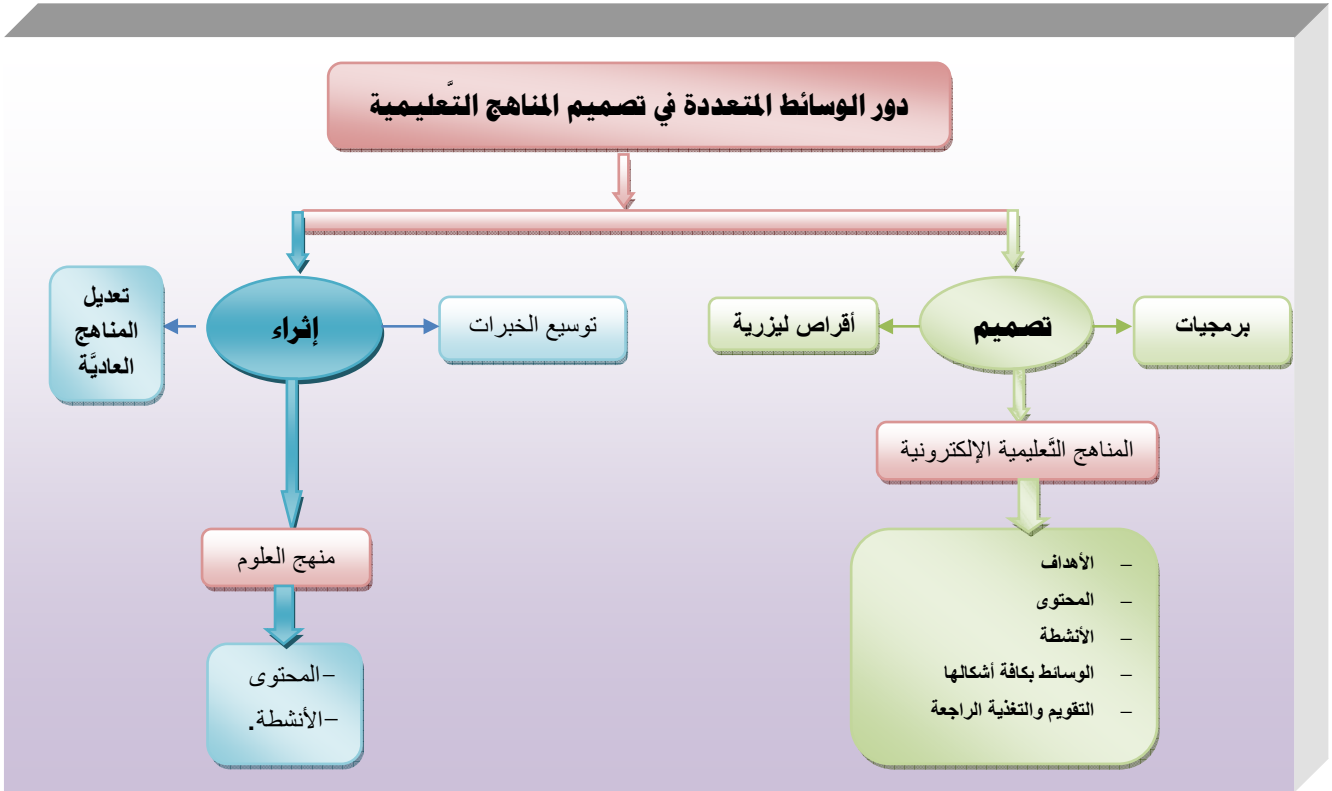 دور الوسائط المتعددة في تصميم المناهج التَّعليمية
برمجيات
تصميم
أقراص ليزرية
المناهج التَّعليمية الإلكترونية
– الأهداف
– المحتوى
– الأنشطة
– الوسائط بكافة أشكالها
– التقويم والتغذية الراجعة
توسيع الخبرات
إثراء
تعديل
المناهج
العاديَّة
منهج العلوم
–المحتوى
–الأنشطة.